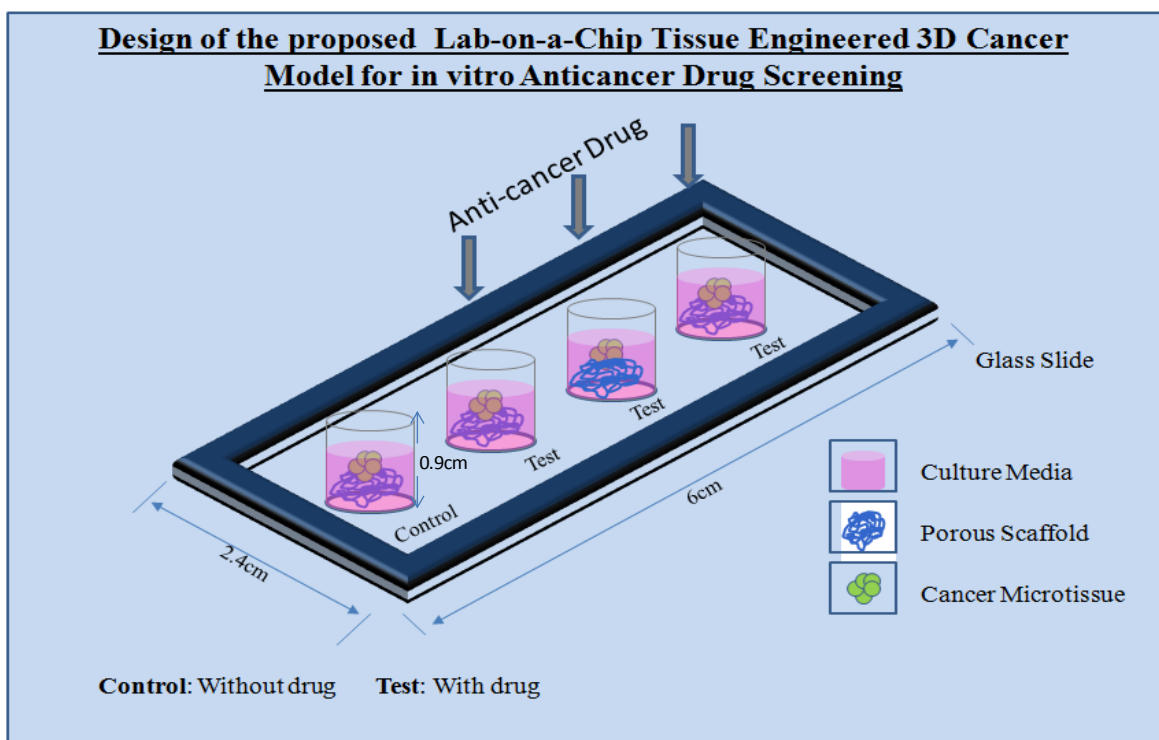 Design of the proposed Lab-on-a-Chip Tissue Engineered 3D Cancer
Model for in vitro Anticancer Drug Screening
Anti-cancer Drug
Test
Glass Slide
Test
0.9cm
Test
6cm
Control
2.4cm
Culture Media
Porous Scaffold
Cancer Microtissue
Control: Without drug Test: With drug